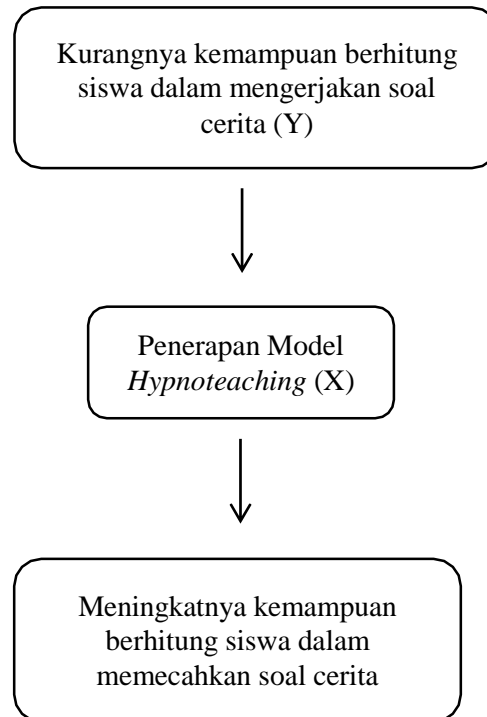 Kurangnya kemampuan berhitung
siswa dalam mengerjakan soal
cerita (Y)
Penerapan Model
Hypnoteaching (X)
Meningkatnya kemampuan
berhitung siswa dalam
memecahkan soal cerita